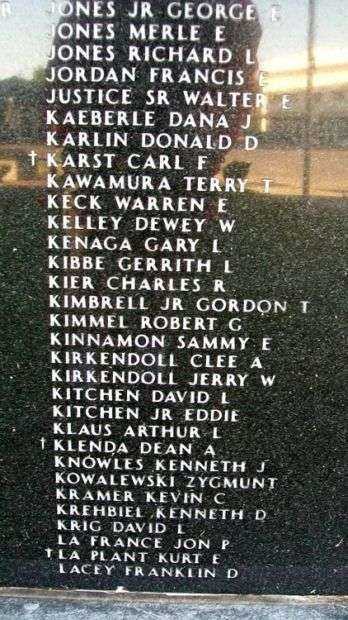 JONES JR GEORGE E
JONES MERLE E
JONES RICHARD L
JORDAN FRANCIS E
JUSTICE SR WALTER E
KAEBERLE DANA J
KARLIN DONALD D
† KARST CARL F
KAWAMURA TERRY T
KECK WARREN E
KELLEY DEWEY W
KENAGA GARY L
KIBBE GERRITH L
KIER CHARLES R
KIMBRELL JR GORDON T
KIMMEL ROBERT G
KINNAMON SAMMY E
KIRKENDOLL CLEE A
KIRKENDOLL JERRY W
KITCHEN DAVID L
KITCHEN JR EDDIE
KLAUS ARTHUR L
† KLENDA DEAN A
KNOWLES KENNETH J
KOWALEWSKI ZYGMUNT
KRAMER KEVIN C
KREHBIEL KENNETH D
KRIG DAVID L
LA FRANCE JON P
† LA PLANT KURT E
LACEY FRANKLIN D